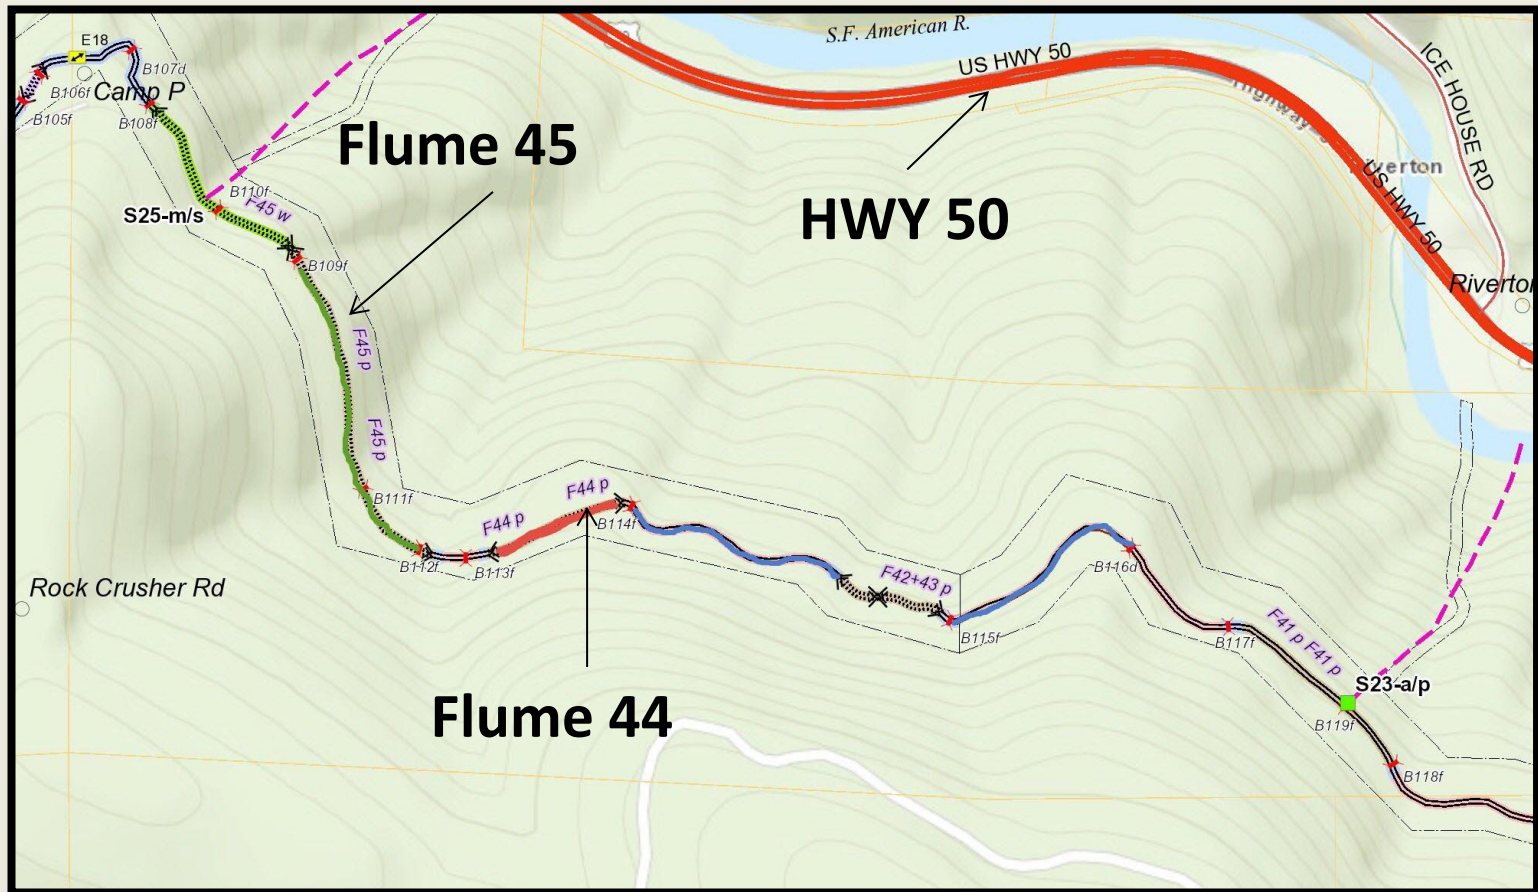 S.F. American R.
E18
US HWY 50
ICE HOUSE RD
B107d
B106f
Camp P
B105f
B108f
Highway
Flume 45
Riverton
US HWY 50
B110f
F45 w
S25-m/s
HWY 50
B109f
Riverto
F45 p
F45 p
B111f
F44 p
F44 p
B114f
B112f
B113f
F42+43 p
B116d
Rock Crusher Rd
B115f
B117f
F41 p F41 p
S23-a/p
Flume 44
B119f
B118f